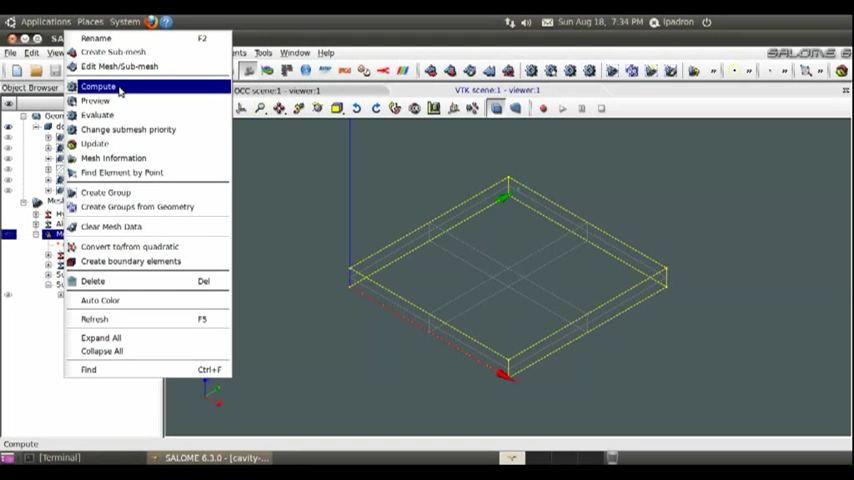 Applications Places System ? Sun Aug 18, 7:34 PM lpadron
File Edit Tools Window Help SALOME 6
Object Browser OCC scene:1 - viewer:1 VTK scene:1 - viewer:1
Rename F2
Create Sub-mesh
Edit Mesh/Sub-mesh
Compute
Preview
Evaluate
Change submesh priority
Update
Mesh Information
Find Element by Point
Create Group
Create Groups from Geometry
Clear Mesh Data
Convert to/from quadratic
Create boundary elements
Delete Del
Auto Color
Refresh F5
Expand All
Collapse All
Find Ctrl+F
Compute
[Terminal] SALOME 6.3.0 - [cavity-...